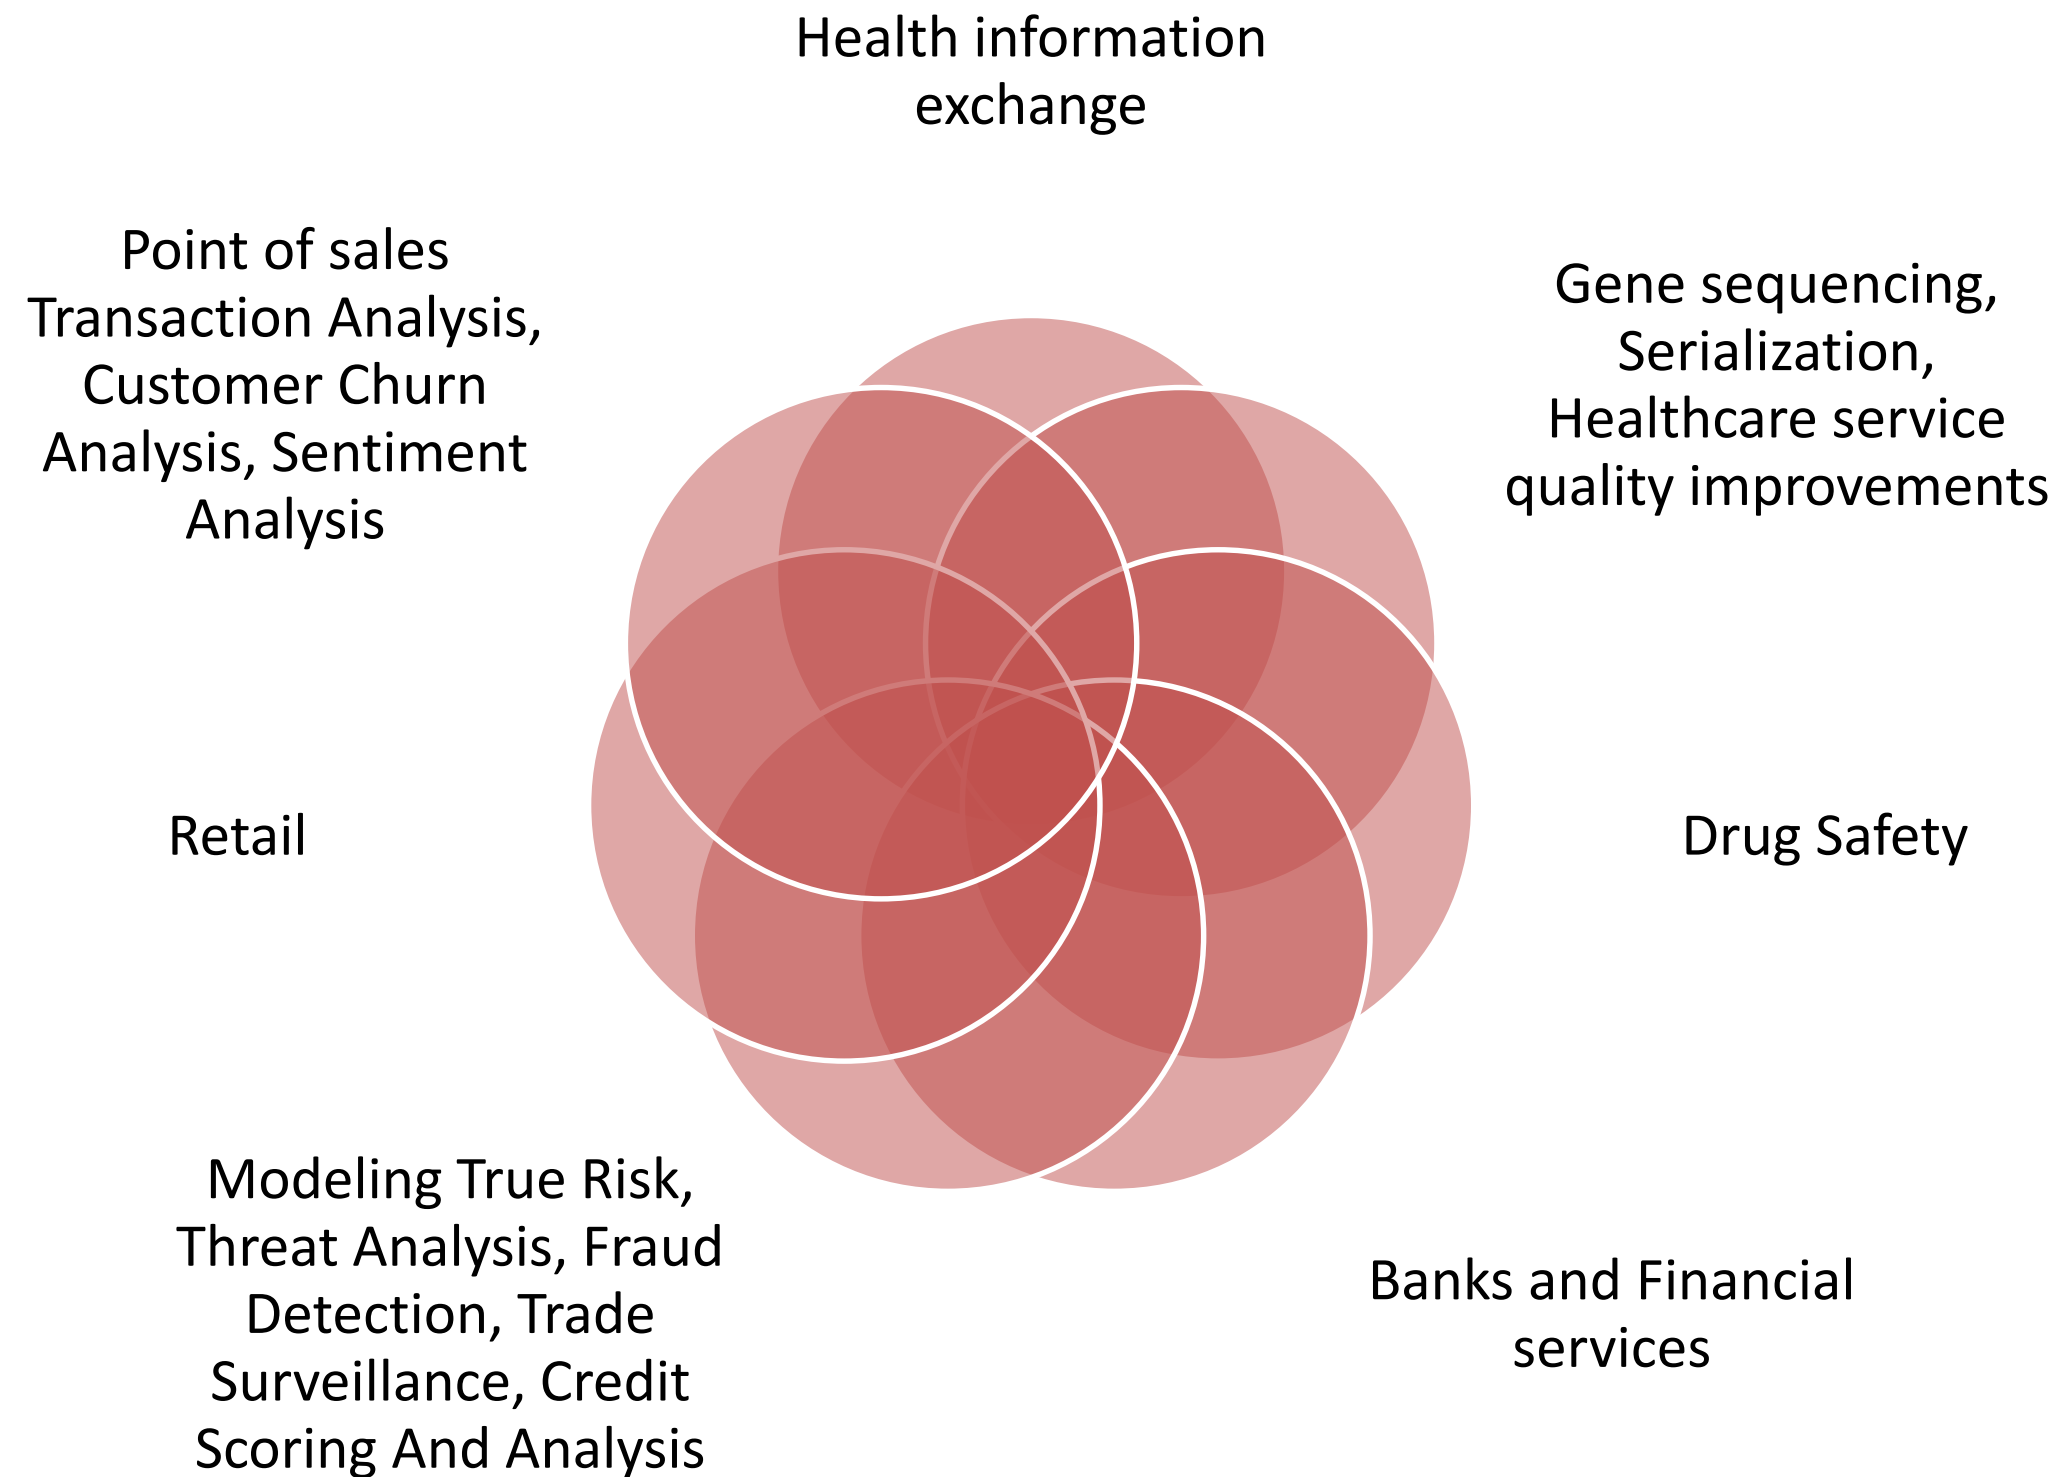 Health information
exchange
Gene sequencing,
Serialization,
Healthcare service
quality improvements
Drug Safety
Banks and Financial
services
Modeling True Risk,
Threat Analysis, Fraud
Detection, Trade
Surveillance, Credit
Scoring And Analysis
Retail
Point of sales
Transaction Analysis,
Customer Churn
Analysis, Sentiment
Analysis